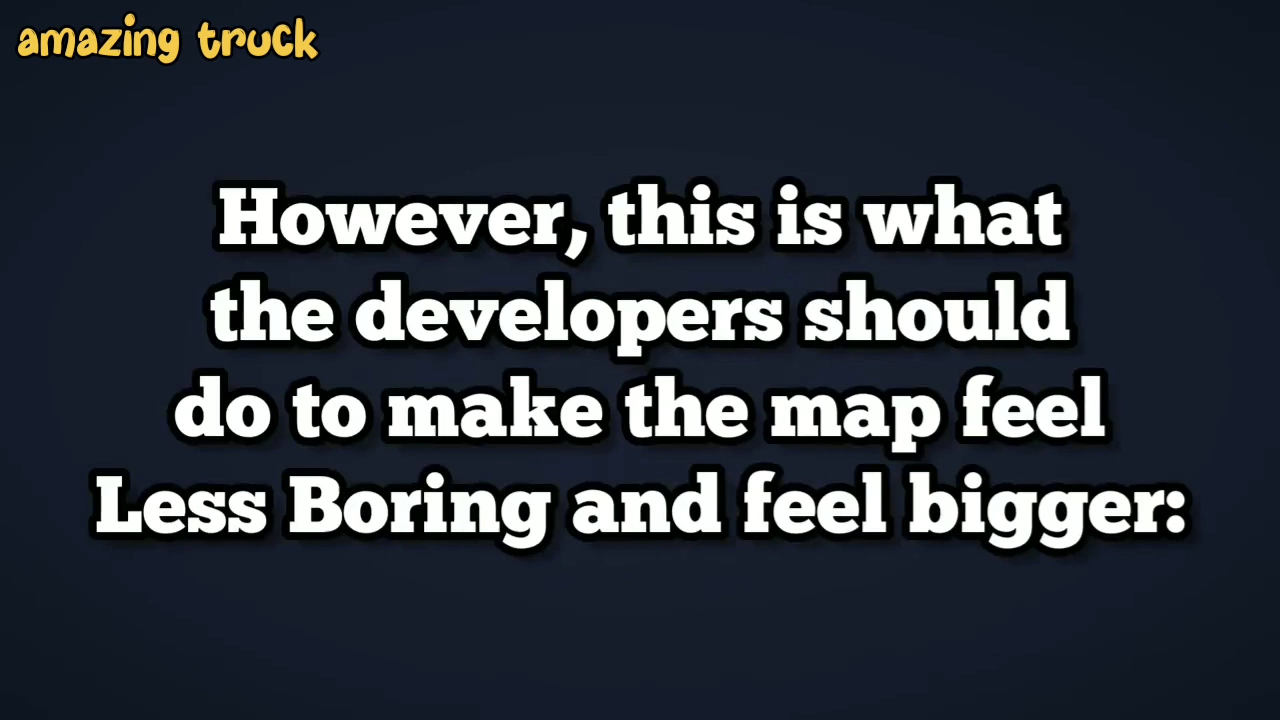 amazing truck
However, this is what
the developers should
do to make the map feel
Less Boring and feel bigger: